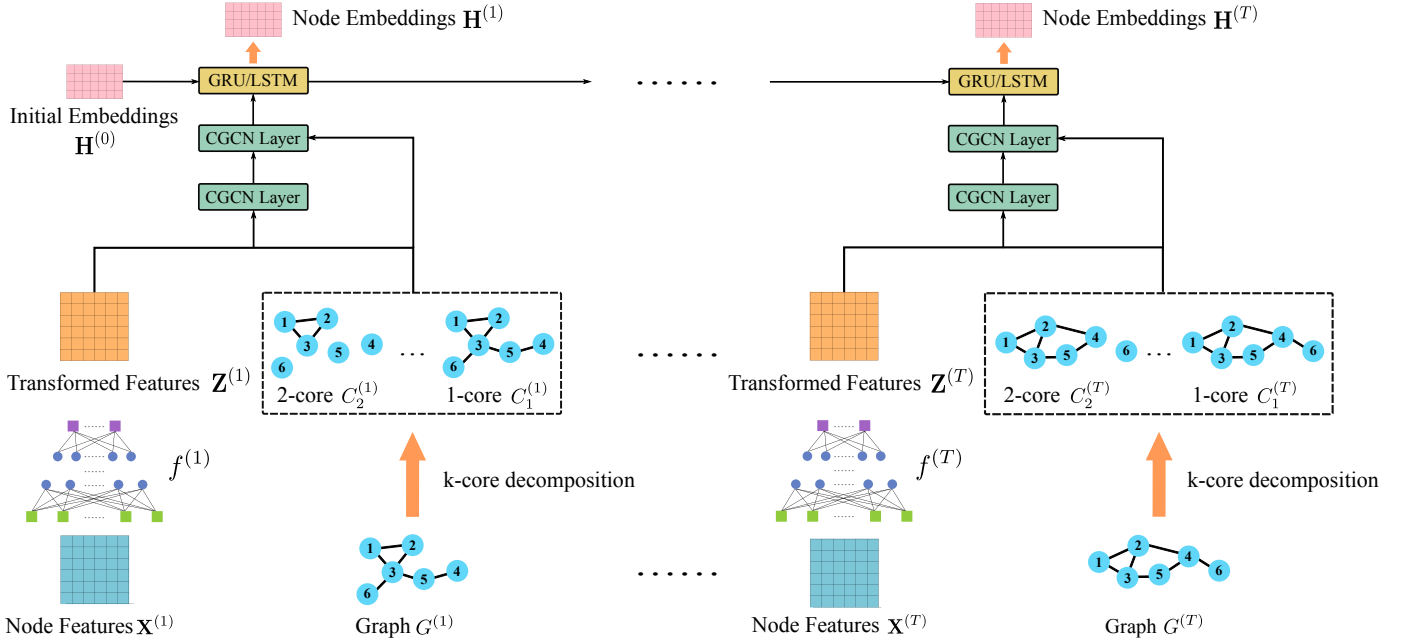 Node Embeddings H^(1)
Node Embeddings H^(T)
GRU/LSTM
GRU/LSTM
. . . . . .
Initial Embeddings
H^(0)
CGCN Layer
CGCN Layer
CGCN Layer
CGCN Layer
1 2 3 4 5 6
1 2 3 4 5 6
1 2 3 4 5 6
1 2 3 4 5 6
...
...
. . . . . .
Transformed Features Z^(1)
2-core C_2^(1)
1-core C_1^(1)
Transformed Features Z^(T)
2-core C_2^(T)
1-core C_1^(T)
......
......
f^(1)
......
......
k-core decomposition
......
......
f^(T)
......
......
k-core decomposition
1 2 3 4 5 6
. . . . . .
1 2 3 4 5 6
Node Features X^(1)
Graph G^(1)
Node Features X^(T)
Graph G^(T)